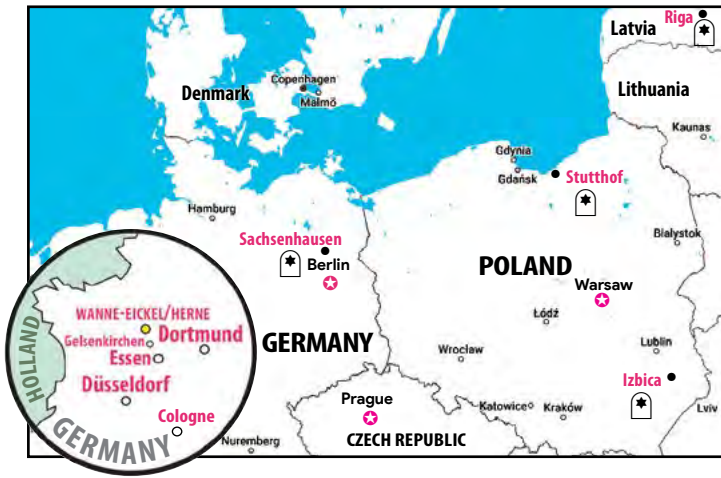 Riga
Latvia
Lithuania
Kaunas
Copenhagen
Malmö
Denmark
Gdynia
Gdańsk
Stutthof
Hamburg
Bialystok
Sachsenhausen
Berlin
POLAND
Warsaw
WANNE-EICKEL/HERNE
Gelsenkirchen
Dortmund
Essen
Düsseldorf
Cologne
HOLLAND
GERMANY
GERMANY
Łódź
Wrocław
Lublin
Izbica
Prague
Katowice
Kraków
Lviv
Nuremberg
CZECH REPUBLIC